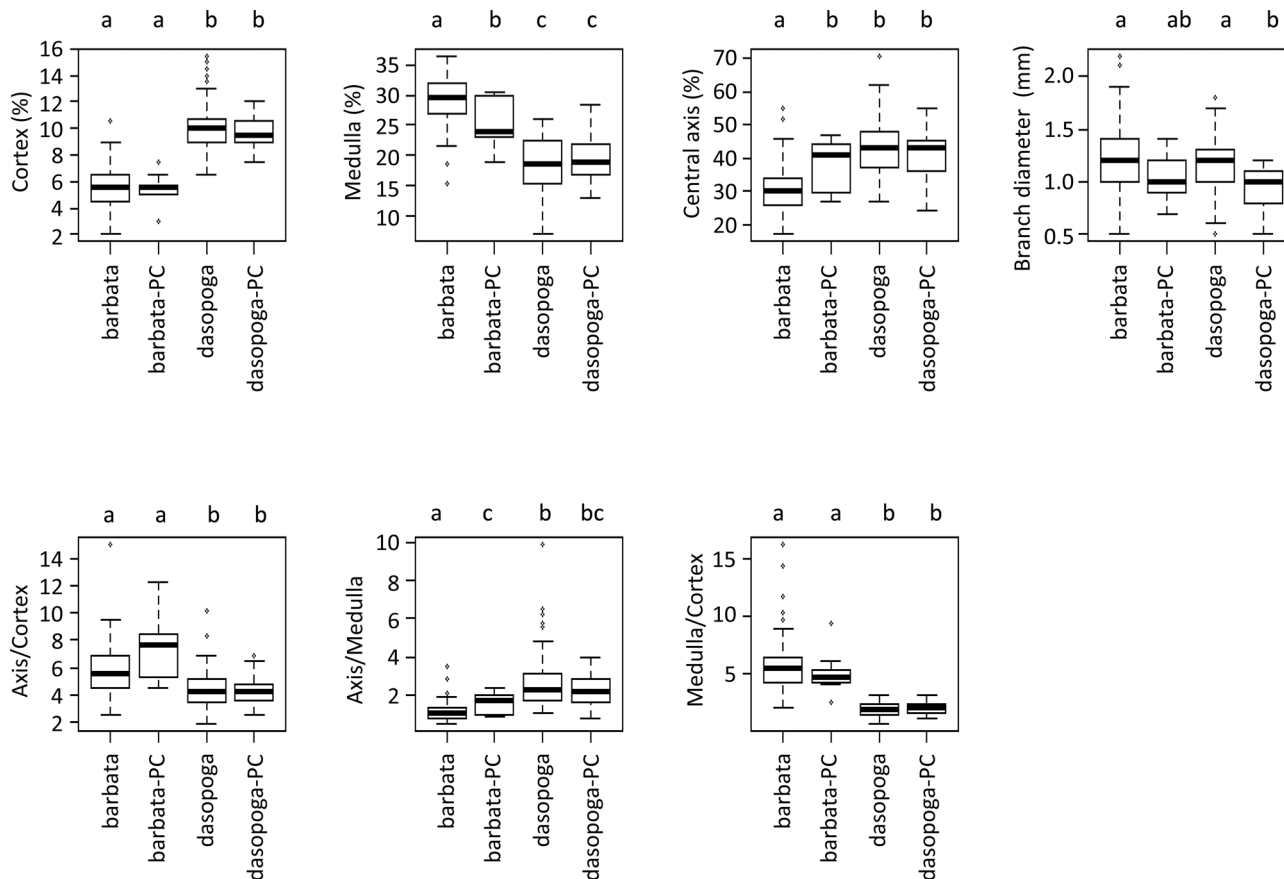 a a b b
Cortex (%)
16
14
12
10
8
6
4
2
barbata
barbata-PC
dasopoga
dasopoga-PC
a b c c
Medulla (%)
35
30
25
20
15
10
barbata
barbata-PC
dasopoga
dasopoga-PC
a b b b
Central axis (%)
70
60
50
40
30
20
barbata
barbata-PC
dasopoga
dasopoga-PC
a ab a b
Branch diameter (mm)
2.0
1.5
1.0
0.5
barbata
barbata-PC
dasopoga
dasopoga-PC
a a b b
Axis/Cortex
14
12
10
8
6
4
2
barbata
barbata-PC
dasopoga
dasopoga-PC
a c b bc
Axis/Medulla
10
8
6
4
2
barbata
barbata-PC
dasopoga
dasopoga-PC
a a b b
Medulla/Cortex
15
10
5
barbata
barbata-PC
dasopoga
dasopoga-PC